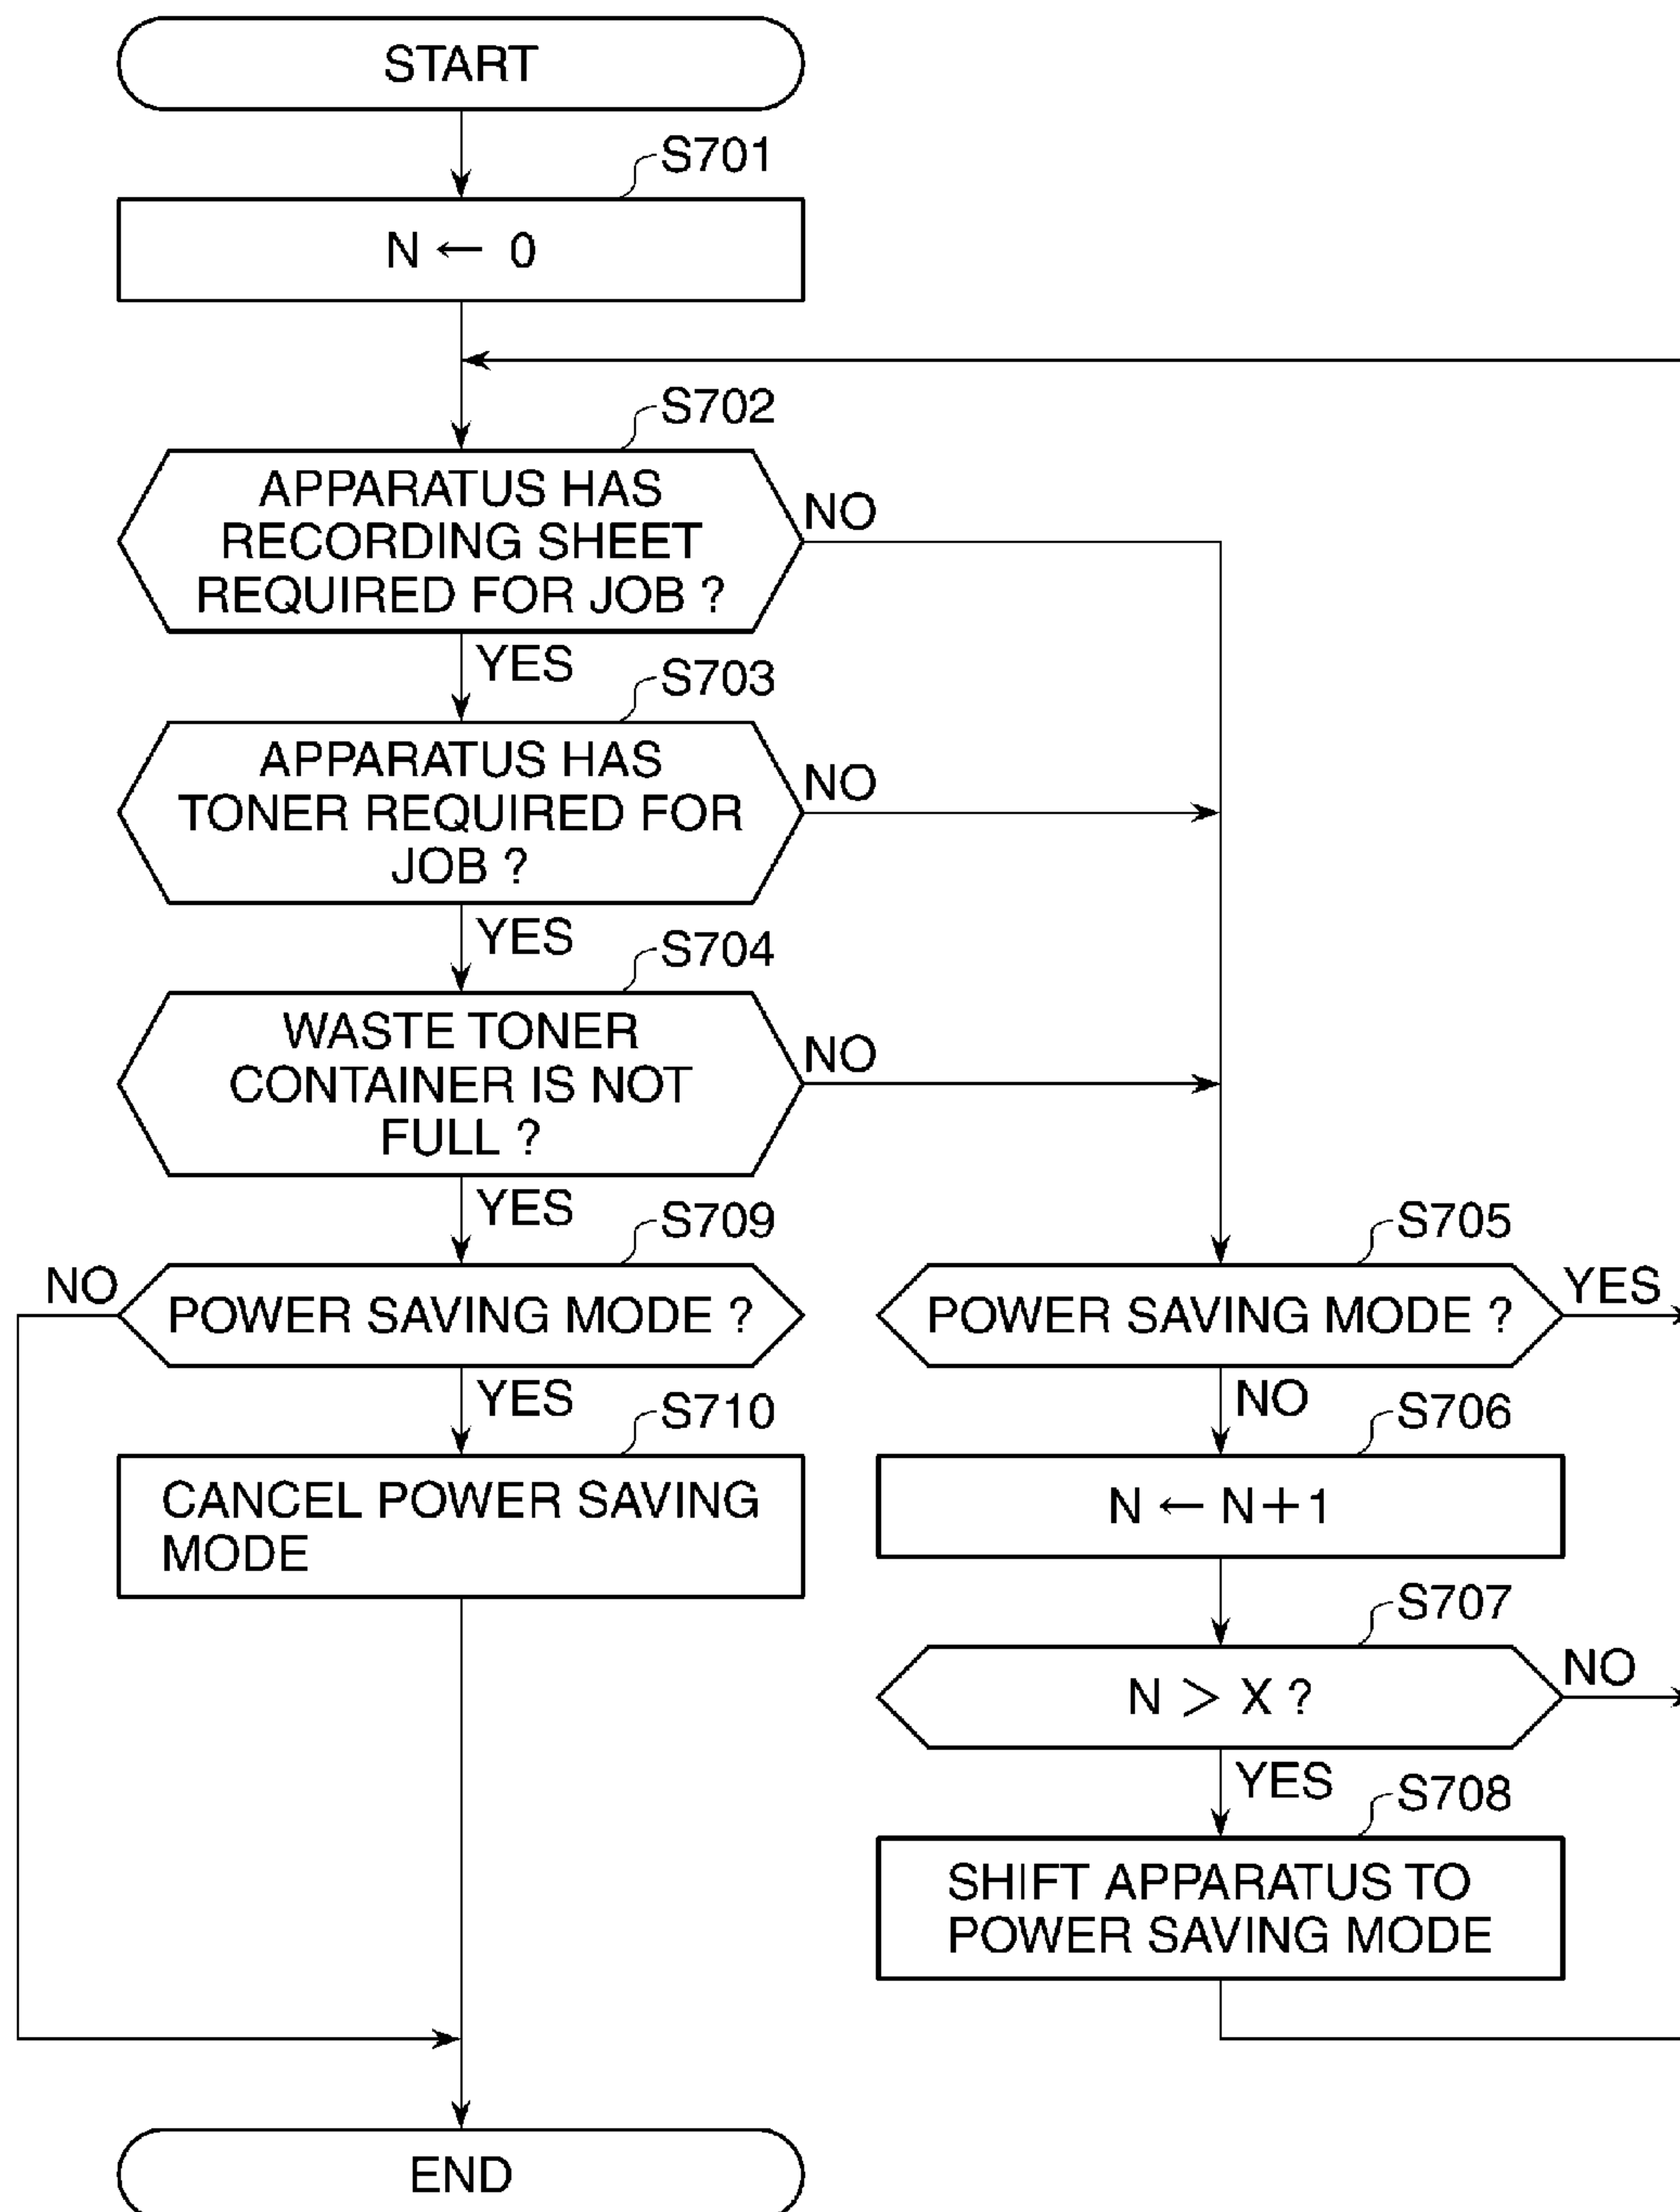 START
S701
N ← 0
S702
APPARATUS HAS
RECORDING SHEET
REQUIRED FOR JOB ?
NO
YES
S703
APPARATUS HAS
TONER REQUIRED FOR
JOB ?
NO
YES
S704
WASTE TONER
CONTAINER IS NOT
FULL ?
NO
YES
S709
NO
POWER SAVING MODE ?
YES
S710
CANCEL POWER SAVING
MODE
S705
POWER SAVING MODE ?
YES
NO
S706
N ← N+1
S707
N > X ?
NO
YES
S708
SHIFT APPARATUS TO
POWER SAVING MODE
END